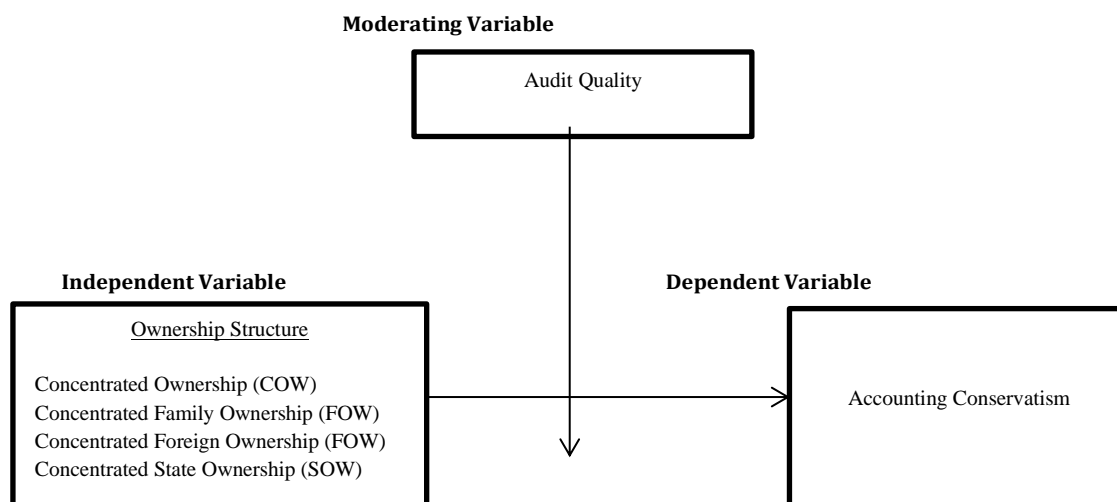 Moderating Variable
Audit Quality
Independent Variable
Dependent Variable
Ownership Structure
Concentrated Ownership (COW)
Concentrated Family Ownership (FOW)
Concentrated Foreign Ownership (FOW)
Concentrated State Ownership (SOW)
Accounting Conservatism